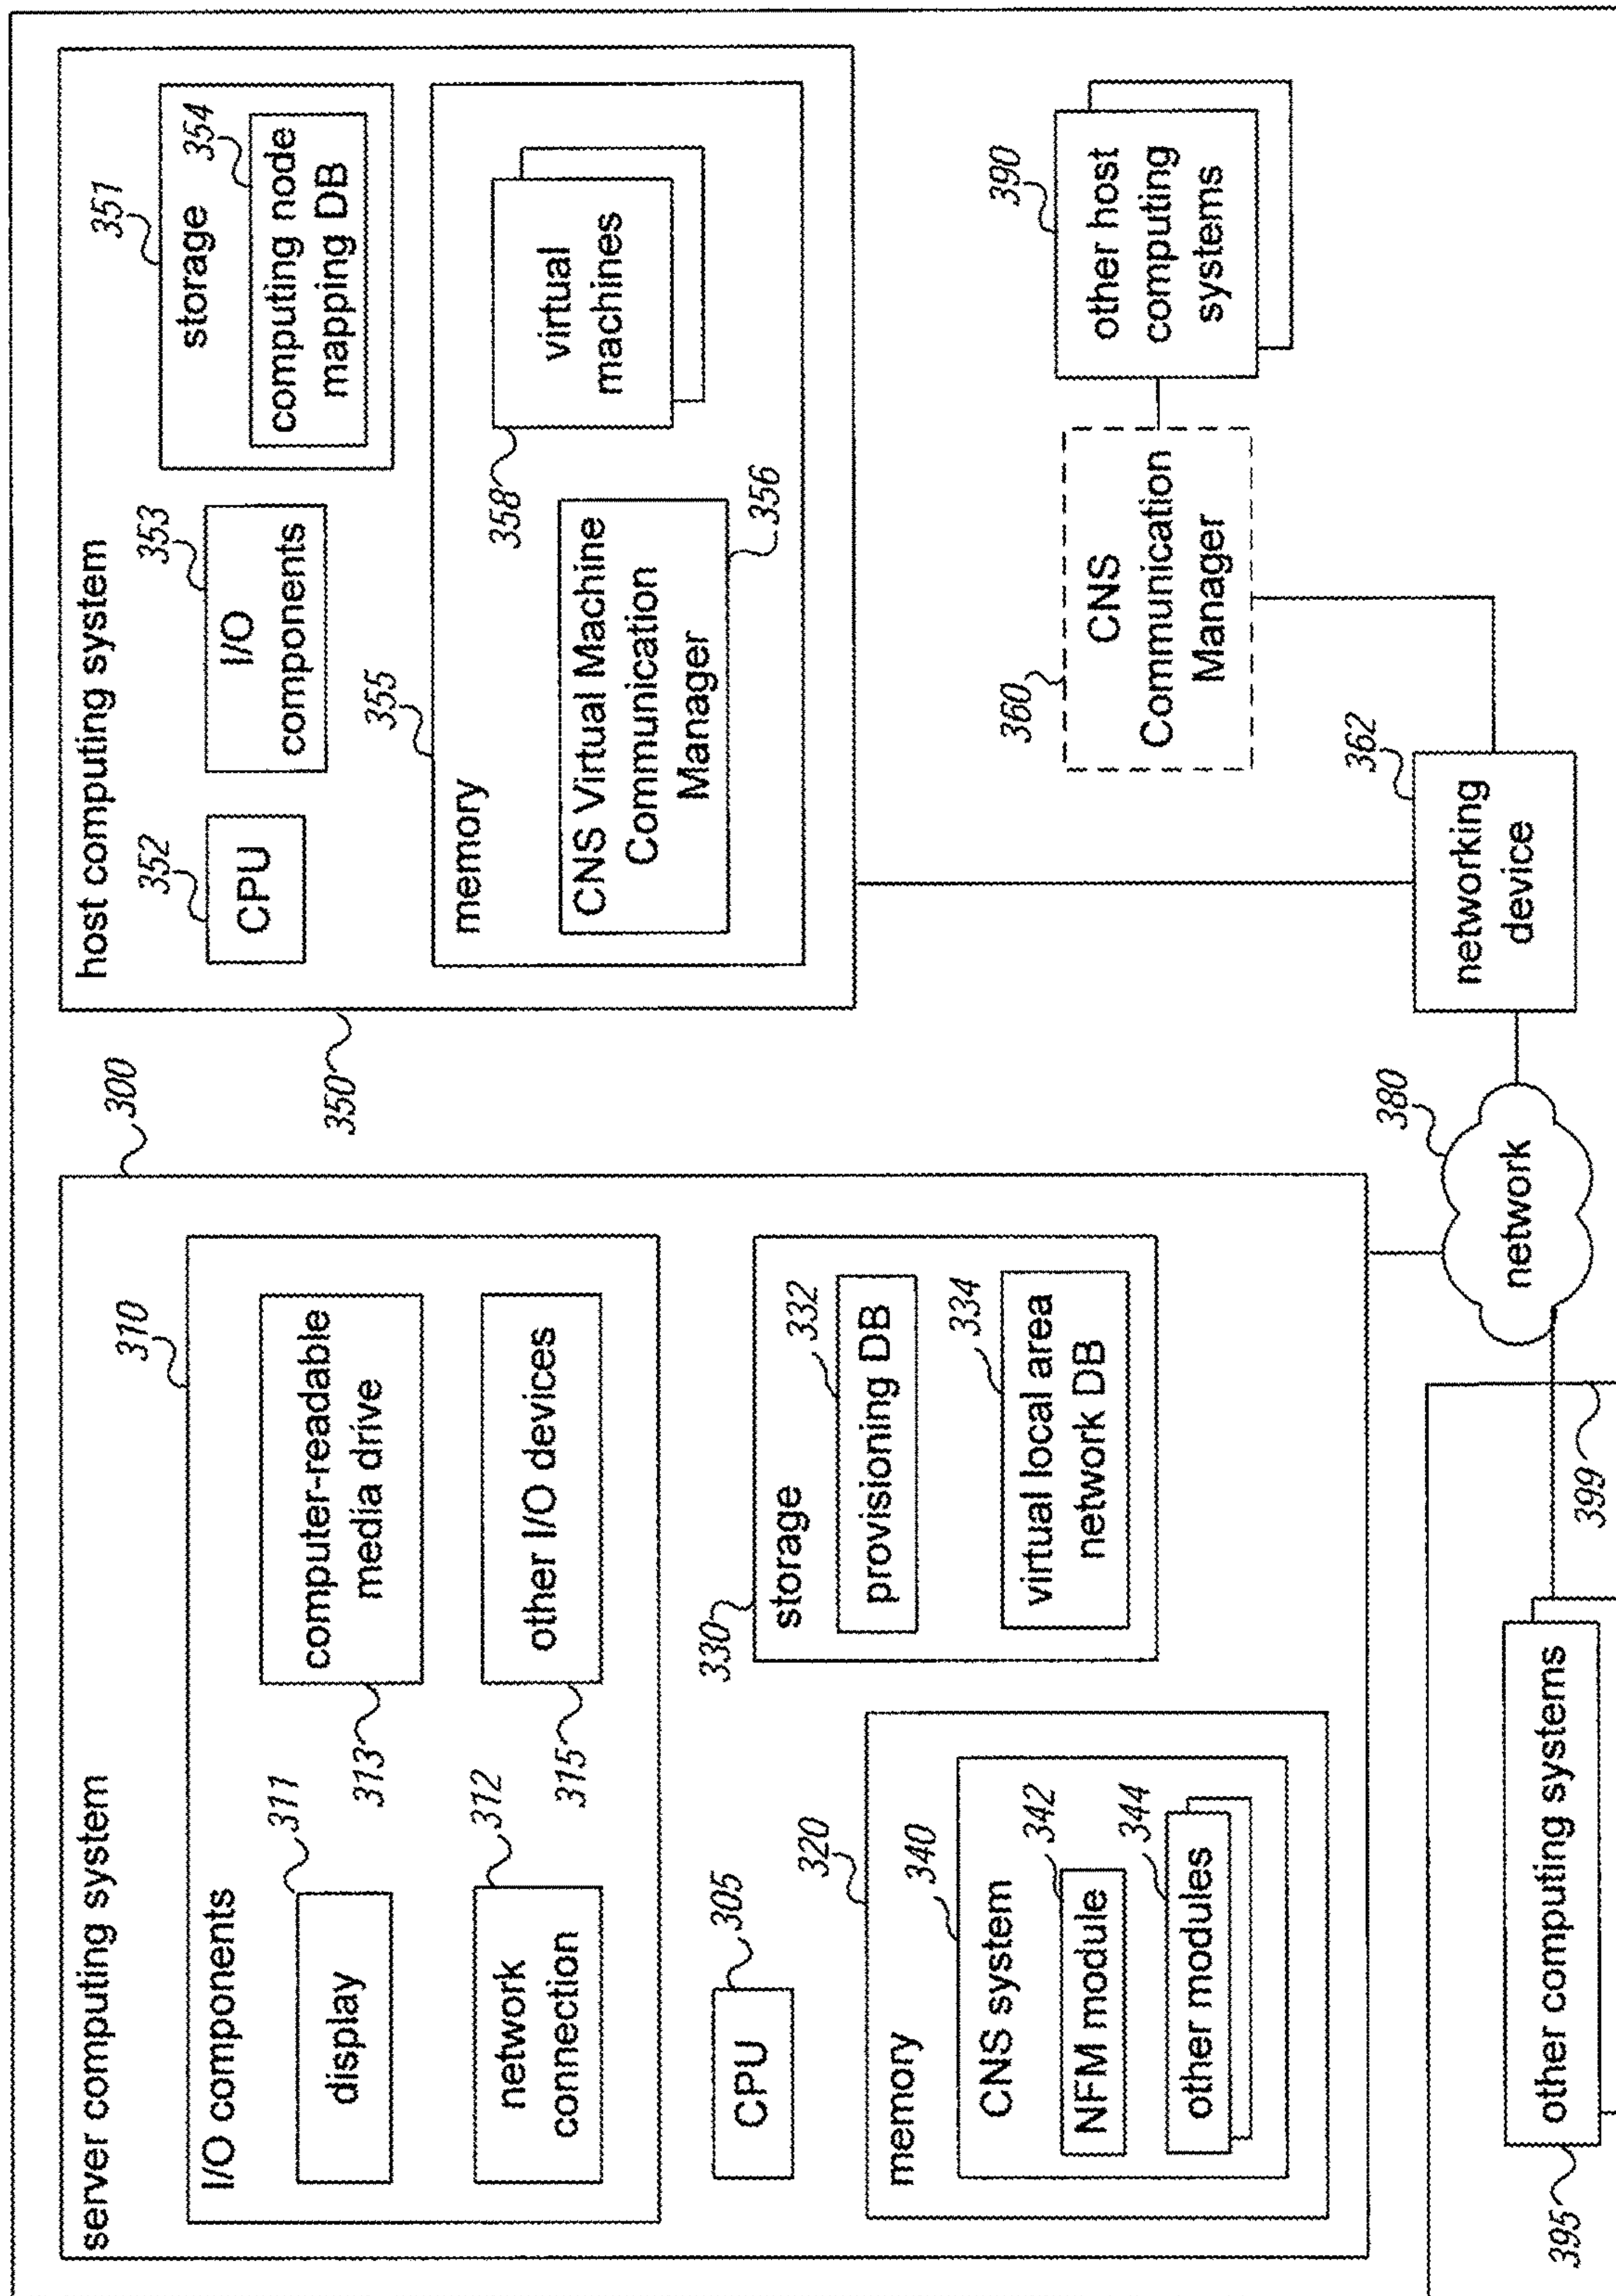 server computing system
300
I/O components
310
display
311
computer-readable
media drive
313
network
connection
312
other I/O devices
315
CPU
305
storage
330
provisioning DB
332
virtual local area
network DB
334
memory
320
CNS system
340
NFM module
342
other modules
344
host computing system
350
CPU
352
I/O
components
353
storage
351
computing node
mapping DB
354
memory
355
CNS Virtual Machine
Communication
Manager
356
virtual
machines
358
CNS
Communication
Manager
360
other host
computing
systems
390
networking
device
362
network
380
other computing systems
395
399